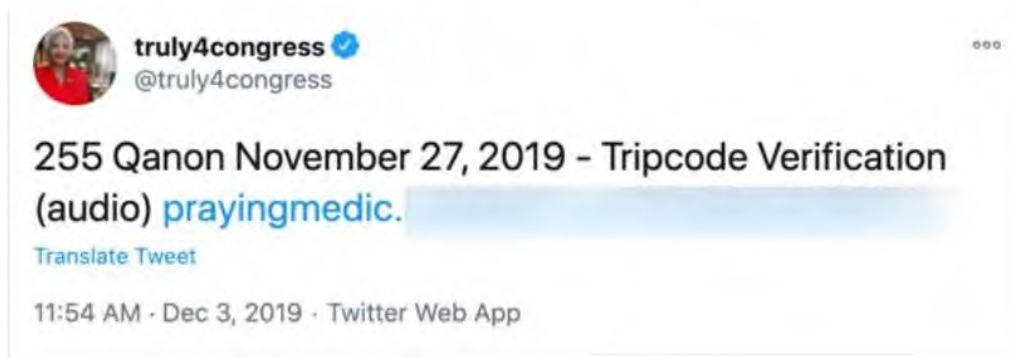 truly4congress
@truly4congress
255 Qanon November 27, 2019 - Tripcode Verification
(audio) prayingmedic.
Translate Tweet
11:54 AM · Dec 3, 2019 · Twitter Web App